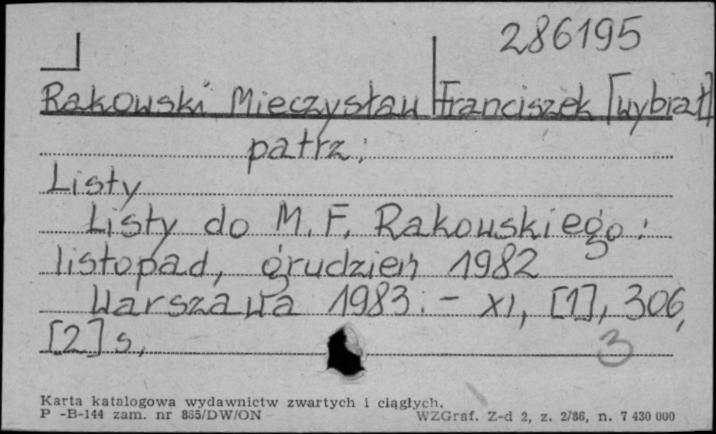 286195
Rakowski Mieczysław Franciszek [wybrał]
patrz:
Listy
Listy do M. F. Rakowskiego:
listopad, grudzień 1982
Warszawa 1983. - XI, [1], 306,
[2] s,
3
Karta katalogowa wydawnictw zwartych i ciągłych.
P -B-144 zam. nr 835/DW/ON WZGraf. Z-d 2, z. 2/86, n. 7 430 000